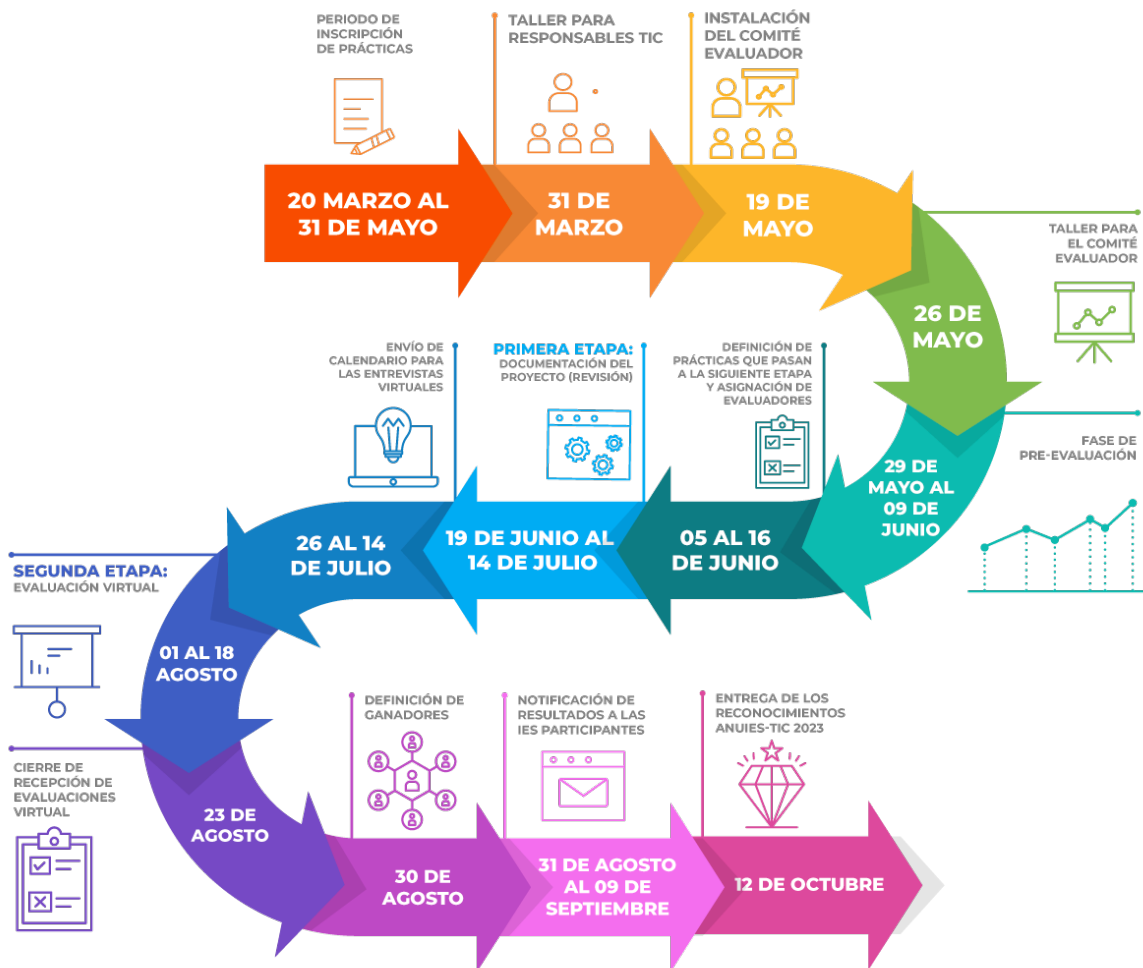 PERIODO DE
INSCRIPCIÓN
DE PRÁCTICAS
20 MARZO AL
31 DE MAYO
TALLER PARA
RESPONSABLES TIC
31 DE
MARZO
INSTALACIÓN
DEL COMITÉ
EVALUADOR
19 DE
MAYO
TALLER PARA
EL COMITÉ
EVALUADOR
26 DE
MAYO
FASE DE
PRE-EVALUACIÓN
29 DE
MAYO AL
09 DE
JUNIO
DEFINICIÓN DE
PRÁCTICAS QUE PASAN
A LA SIGUIENTE ETAPA
Y ASIGNACIÓN DE
EVALUADORES
05 AL 16
DE JUNIO
PRIMERA ETAPA:
DOCUMENTACIÓN DEL
PROYECTO (REVISIÓN)
19 DE JUNIO AL
14 DE JULIO
ENVÍO DE
CALENDARIO PARA
LAS ENTREVISTAS
VIRTUALES
26 AL 14
DE JULIO
SEGUNDA ETAPA:
EVALUACIÓN VIRTUAL
01 AL 18
AGOSTO
CIERRE DE
RECEPCIÓN DE
EVALUACIONES
VIRTUAL
23 DE
AGOSTO
DEFINICIÓN DE
GANADORES
30 DE
AGOSTO
NOTIFICACIÓN DE
RESULTADOS A LAS
IES PARTICIPANTES
31 DE AGOSTO
AL 09 DE
SEPTIEMBRE
ENTREGA DE LOS
RECONOCIMIENTOS
ANUIES-TIC 2023
12 DE OCTUBRE